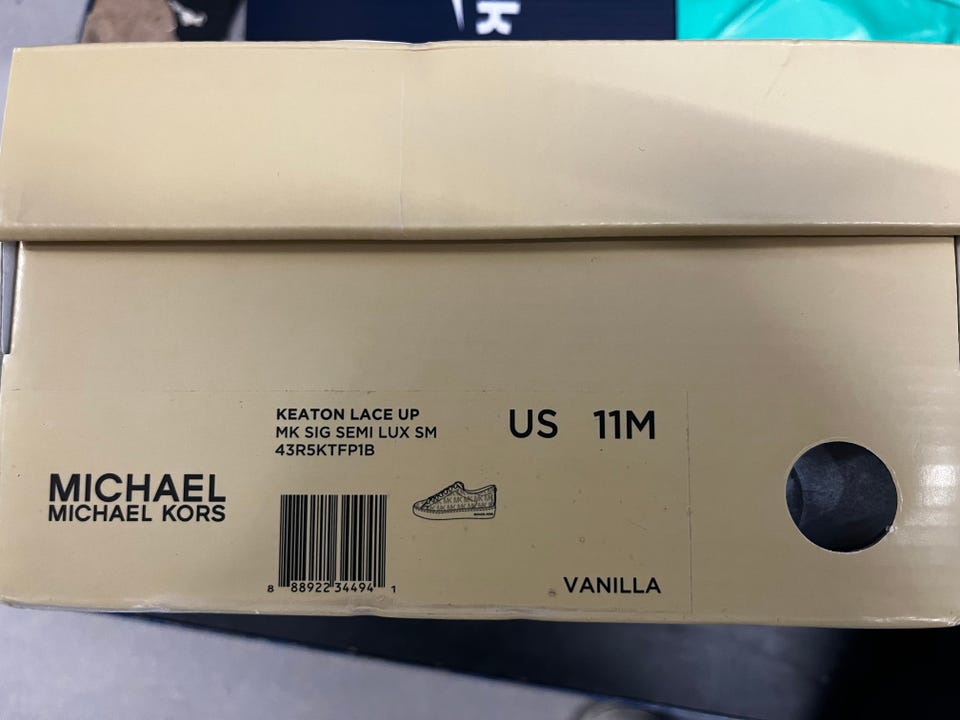 k
KEATON LACE UP
MK SIG SEMI LUX SM
43R5KTFP1B
US 11M
MICHAEL
MICHAEL KORS
8 88922 34494 1
VANILLA